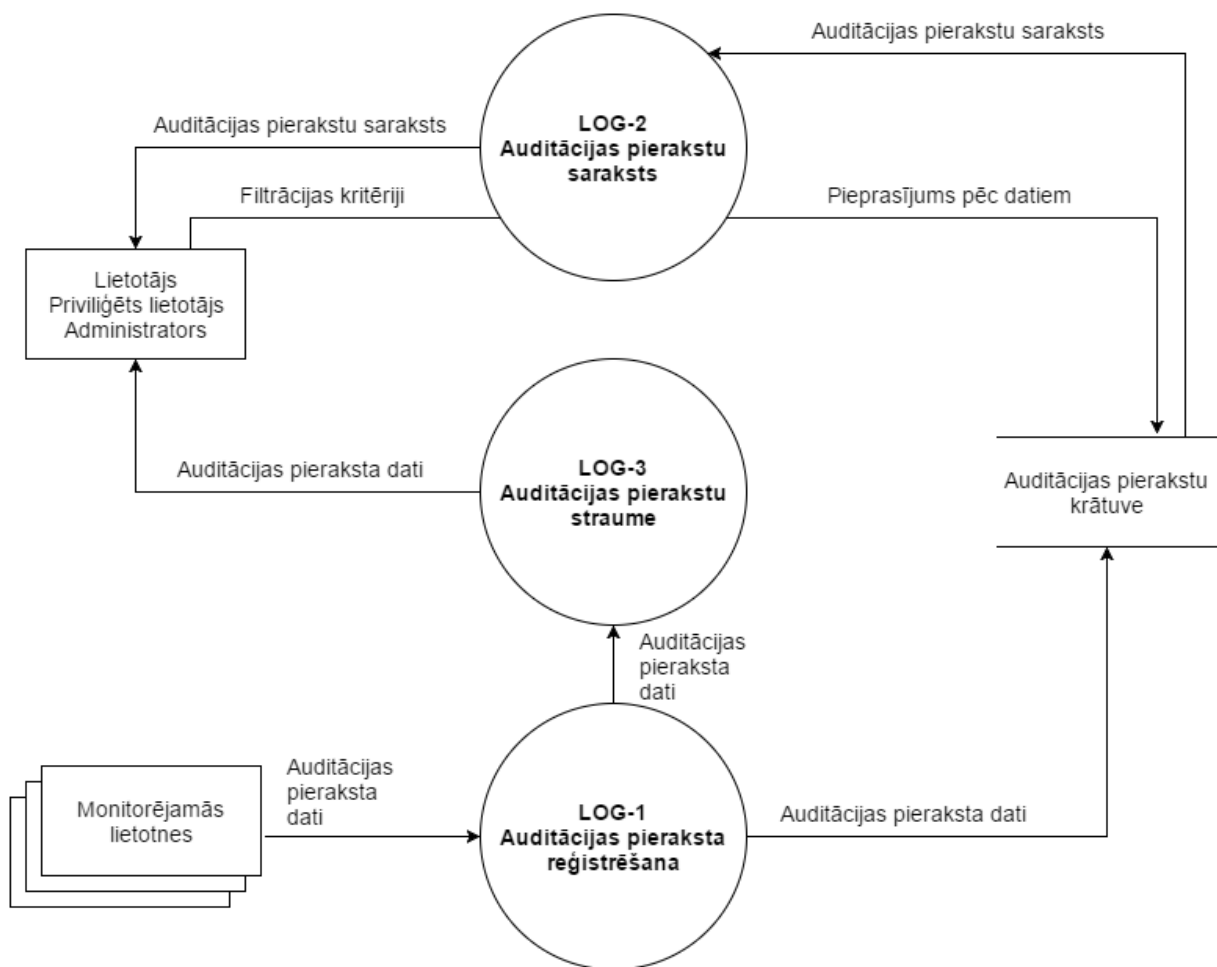 Auditācijas pierakstu saraksts
LOG-2
Auditācijas pierakstu
saraksts
Auditācijas pierakstu saraksts
Filtrācijas kritēriji
Pieprasījums pēc datiem
Lietotājs
Priviliģēts lietotājs
Administrators
LOG-3
Auditācijas pierakstu
straume
Auditācijas pieraksta dati
Auditācijas pierakstu
krātuve
Auditācijas
pieraksta
dati
Auditācijas
pieraksta
dati
Monitorējamās
lietotnes
LOG-1
Auditācijas pieraksta
reģistrēšana
Auditācijas pieraksta dati